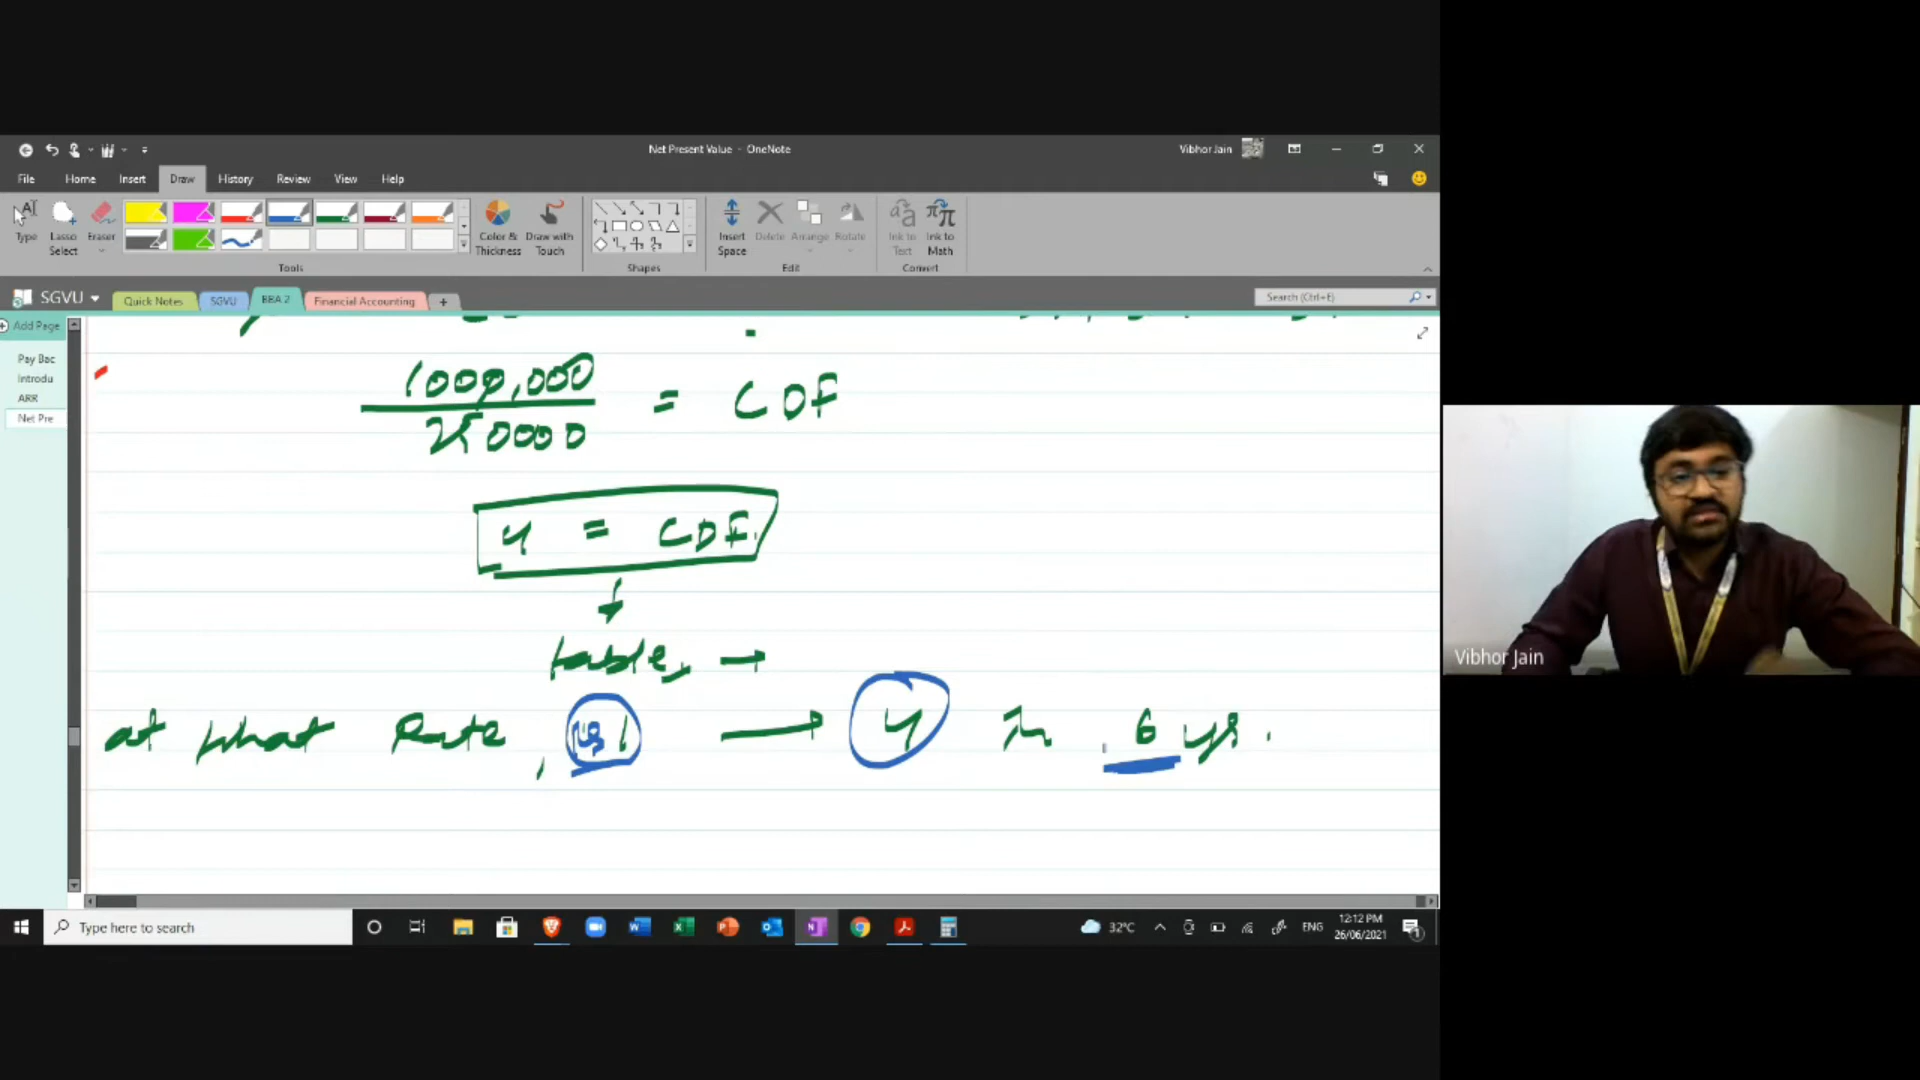 Net Present Value - OneNote
Vibhor Jain
File Home Insert Draw History Review View Help
Type
Lasso Select
Eraser
Color & Thickness
Draw with Touch
Insert Space
Delete
Arrange
Rotate
Ink to Text
Ink to Math
Tools
Shapes
Edit
Convert
SGVU
Quick Notes
SGVU
BBA 2
Financial Accounting
+
Search (Ctrl+E)
Add Page
Pay Bac
Introdu
ARR
Net Pre
1000,000
250000
= CDF
4 = CDF
table, →
at what Rate, → 4 in 6 yr.
Vibhor Jain
Type here to search
32°C
ENG
12:12 PM
26/06/2021